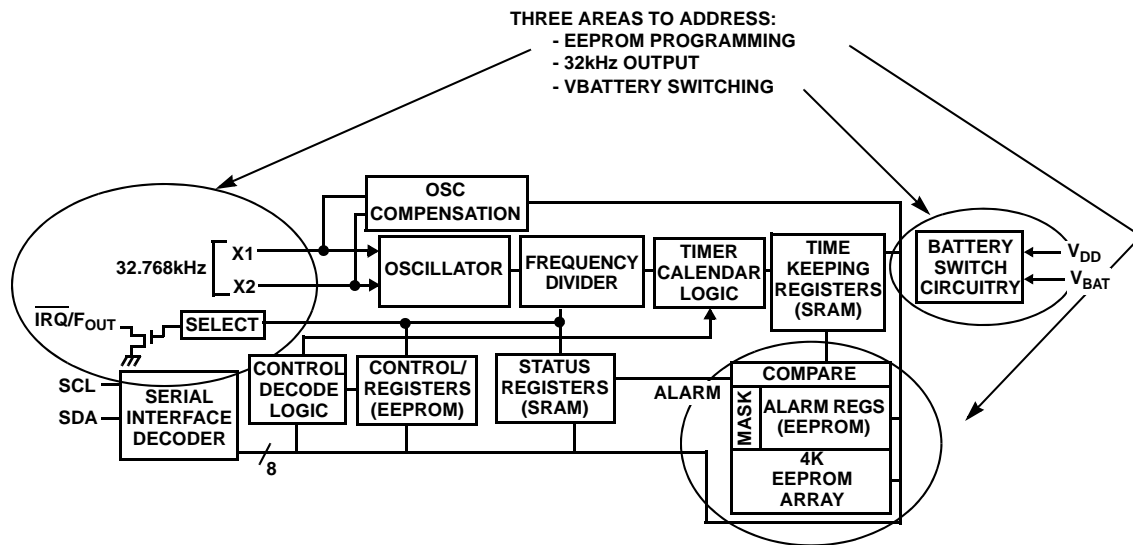 THREE AREAS TO ADDRESS:
- EEPROM PROGRAMMING
- 32kHz OUTPUT
- VBATTERY SWITCHING
OSC
COMPENSATION
32.768kHz
X1
X2
OSCILLATOR
FREQUENCY
DIVIDER
TIMER
CALENDAR
LOGIC
TIME
KEEPING
REGISTERS
(SRAM)
BATTERY
SWITCH
CIRCUITRY
VDD
VBAT
IRQ/FOUT
SELECT
SCL
SDA
SERIAL
INTERFACE
DECODER
CONTROL
DECODE
LOGIC
CONTROL/
REGISTERS
(EEPROM)
STATUS
REGISTERS
(SRAM)
ALARM
COMPARE
MASK
ALARM REGS
(EEPROM)
4K
EEPROM
ARRAY
8